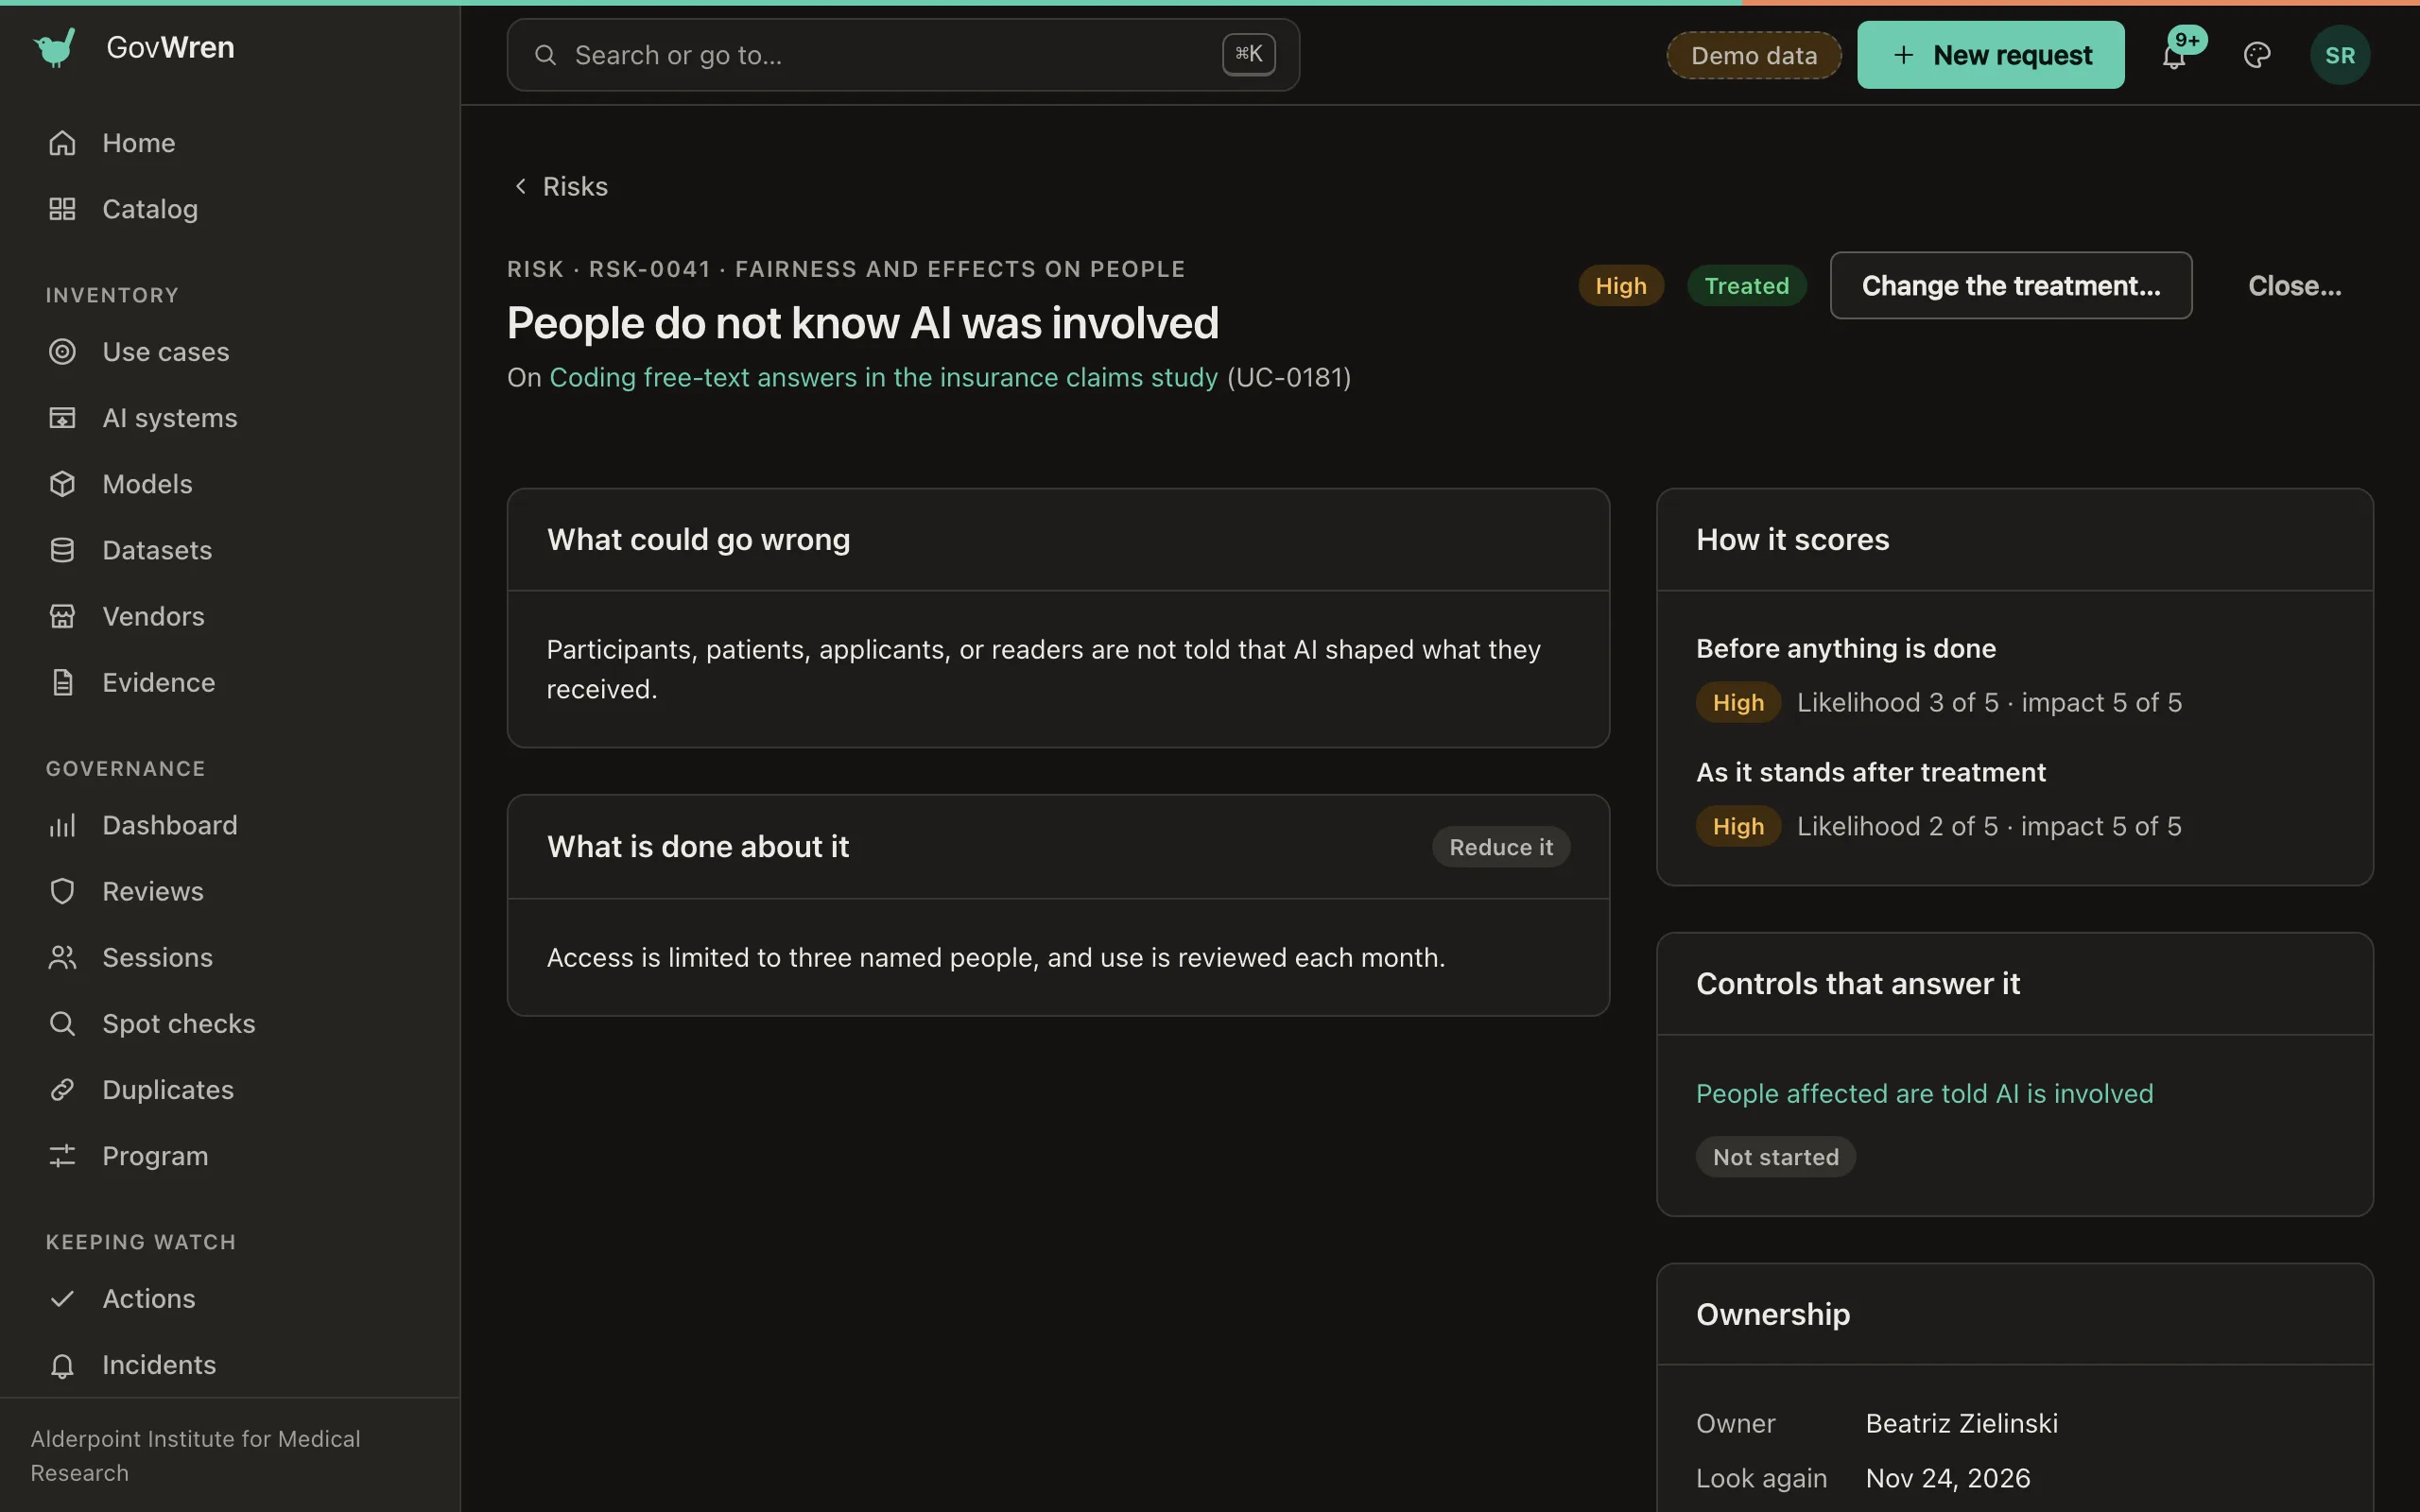 GovWren
Search or go to...
⌘K
Demo data
+ New request
9+
SR
Home
Catalog
INVENTORY
Use cases
AI systems
Models
Datasets
Vendors
Evidence
GOVERNANCE
Dashboard
Reviews
Sessions
Spot checks
Duplicates
Program
KEEPING WATCH
Actions
Incidents
Alderpoint Institute for Medical
Research
Risks
RISK · RSK-0041 · FAIRNESS AND EFFECTS ON PEOPLE
People do not know AI was involved
On Coding free-text answers in the insurance claims study (UC-0181)
High
Treated
Change the treatment...
Close...
What could go wrong
Participants, patients, applicants, or readers are not told that AI shaped what they
received.
What is done about it
Reduce it
Access is limited to three named people, and use is reviewed each month.
How it scores
Before anything is done
High Likelihood 3 of 5 · impact 5 of 5
As it stands after treatment
High Likelihood 2 of 5 · impact 5 of 5
Controls that answer it
People affected are told AI is involved
Not started
Ownership
Owner Beatriz Zielinski
Look again Nov 24, 2026